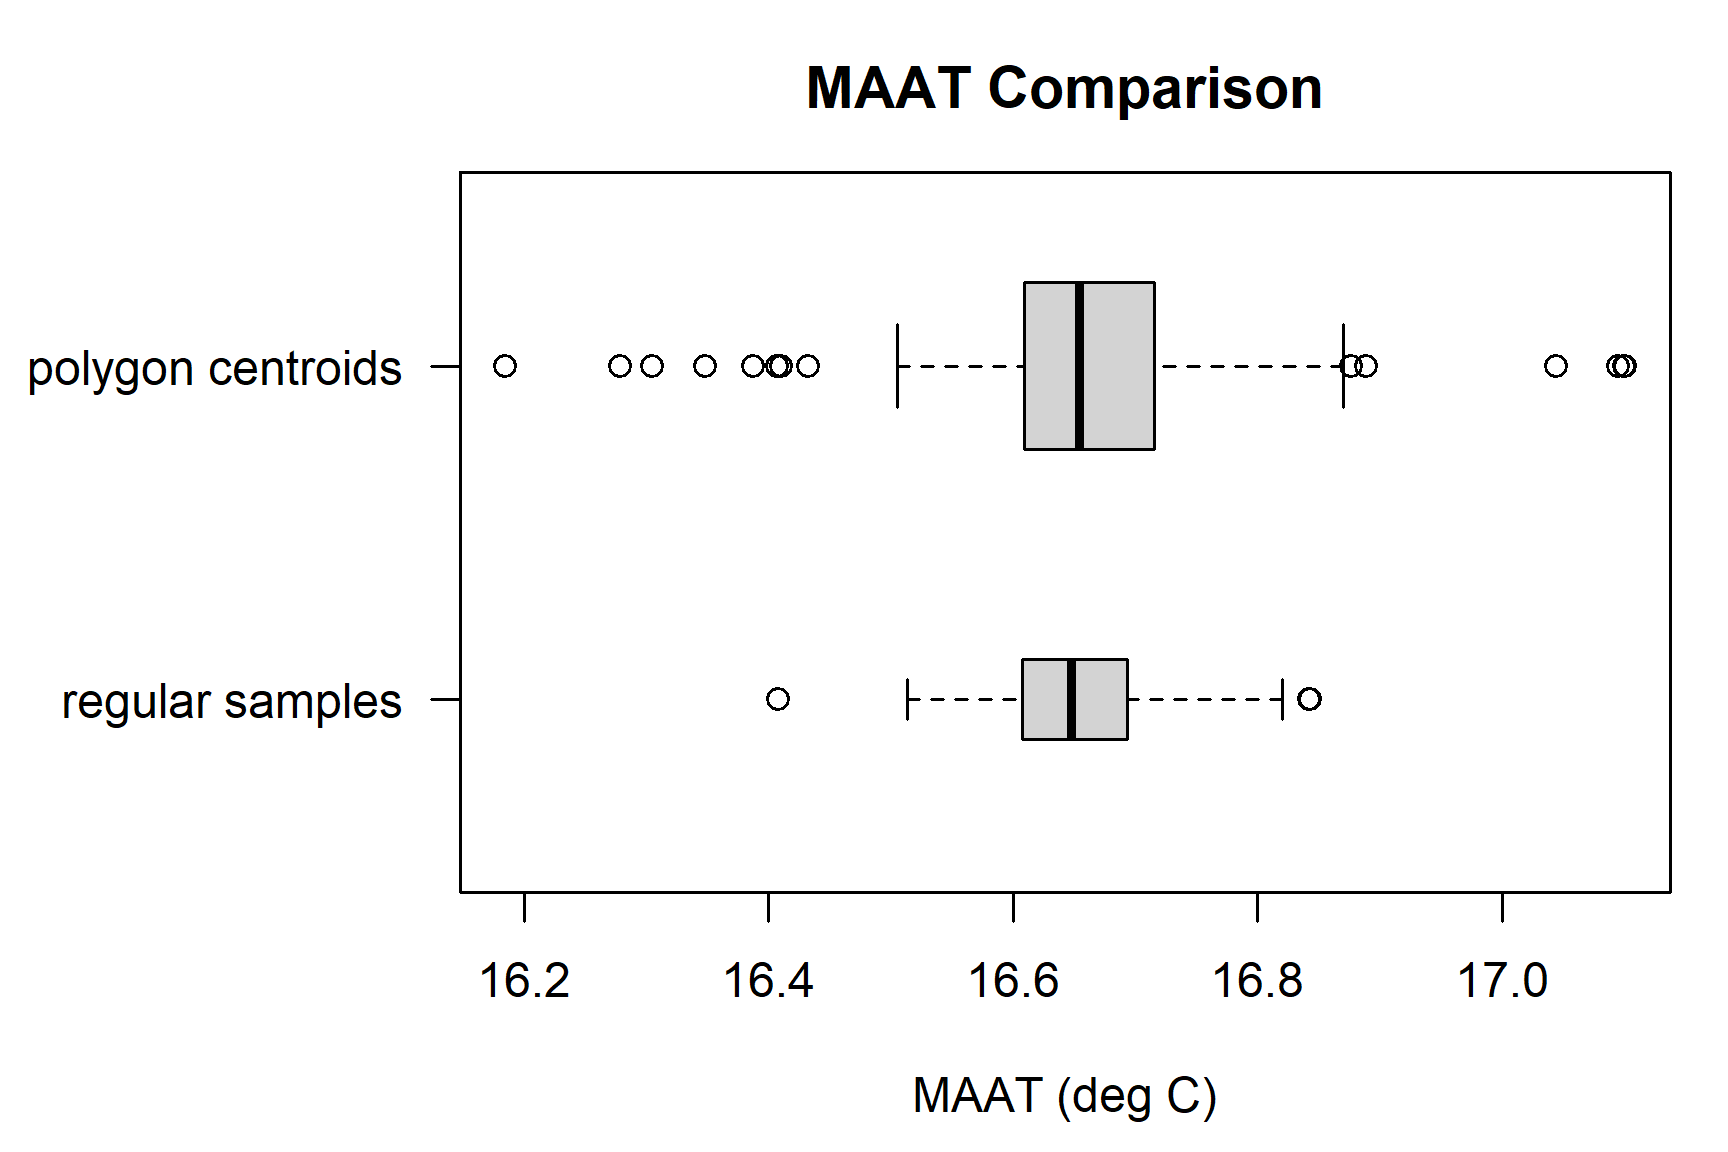 MAAT Comparison
polygon centroids
regular samples
16.2 16.4 16.6 16.8 17.0
MAAT (deg C)